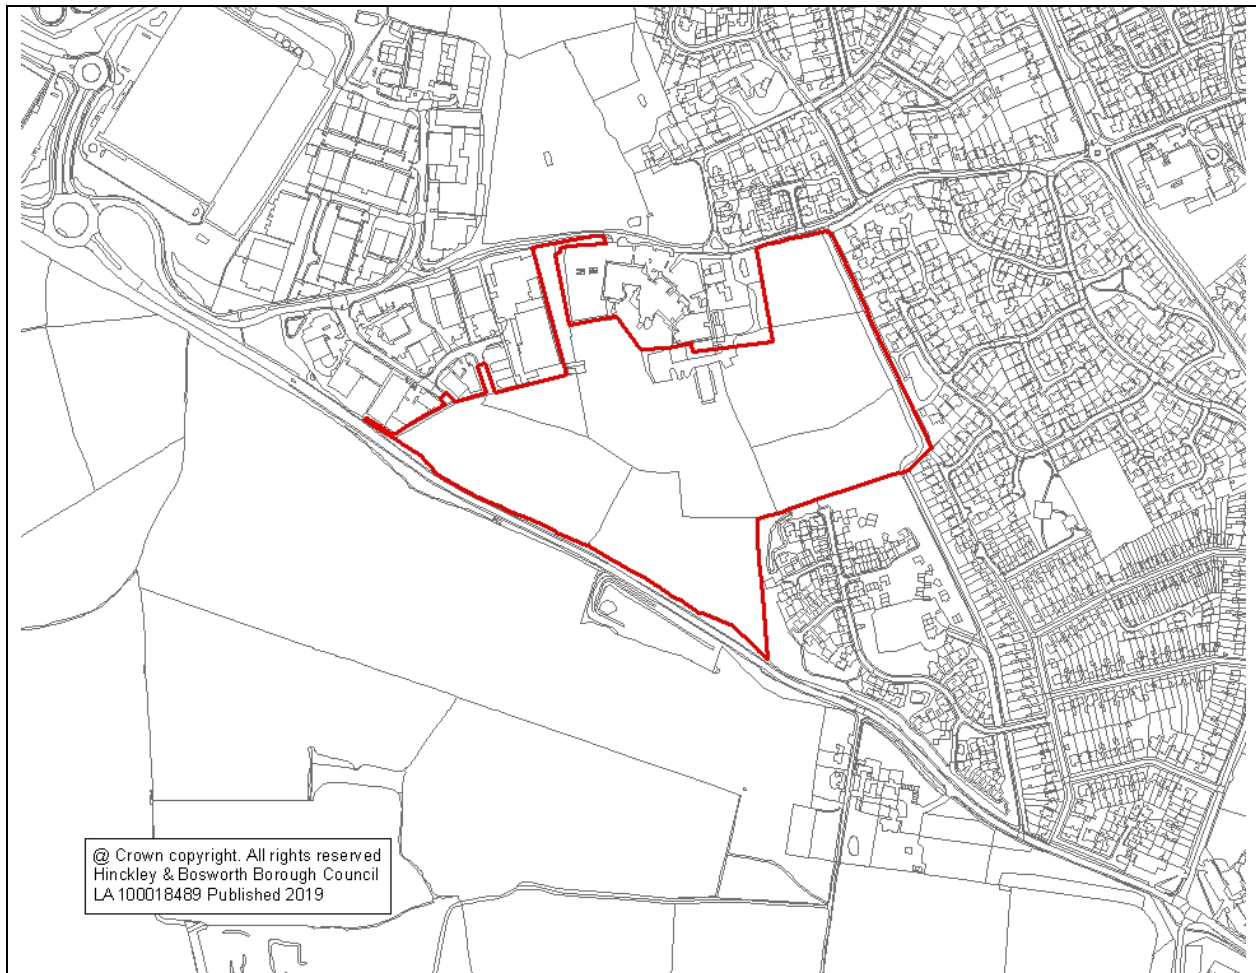 @ Crown copyright. All rights reserved
Hinckley & Bosworth Borough Council
LA 100018489 Published 2019